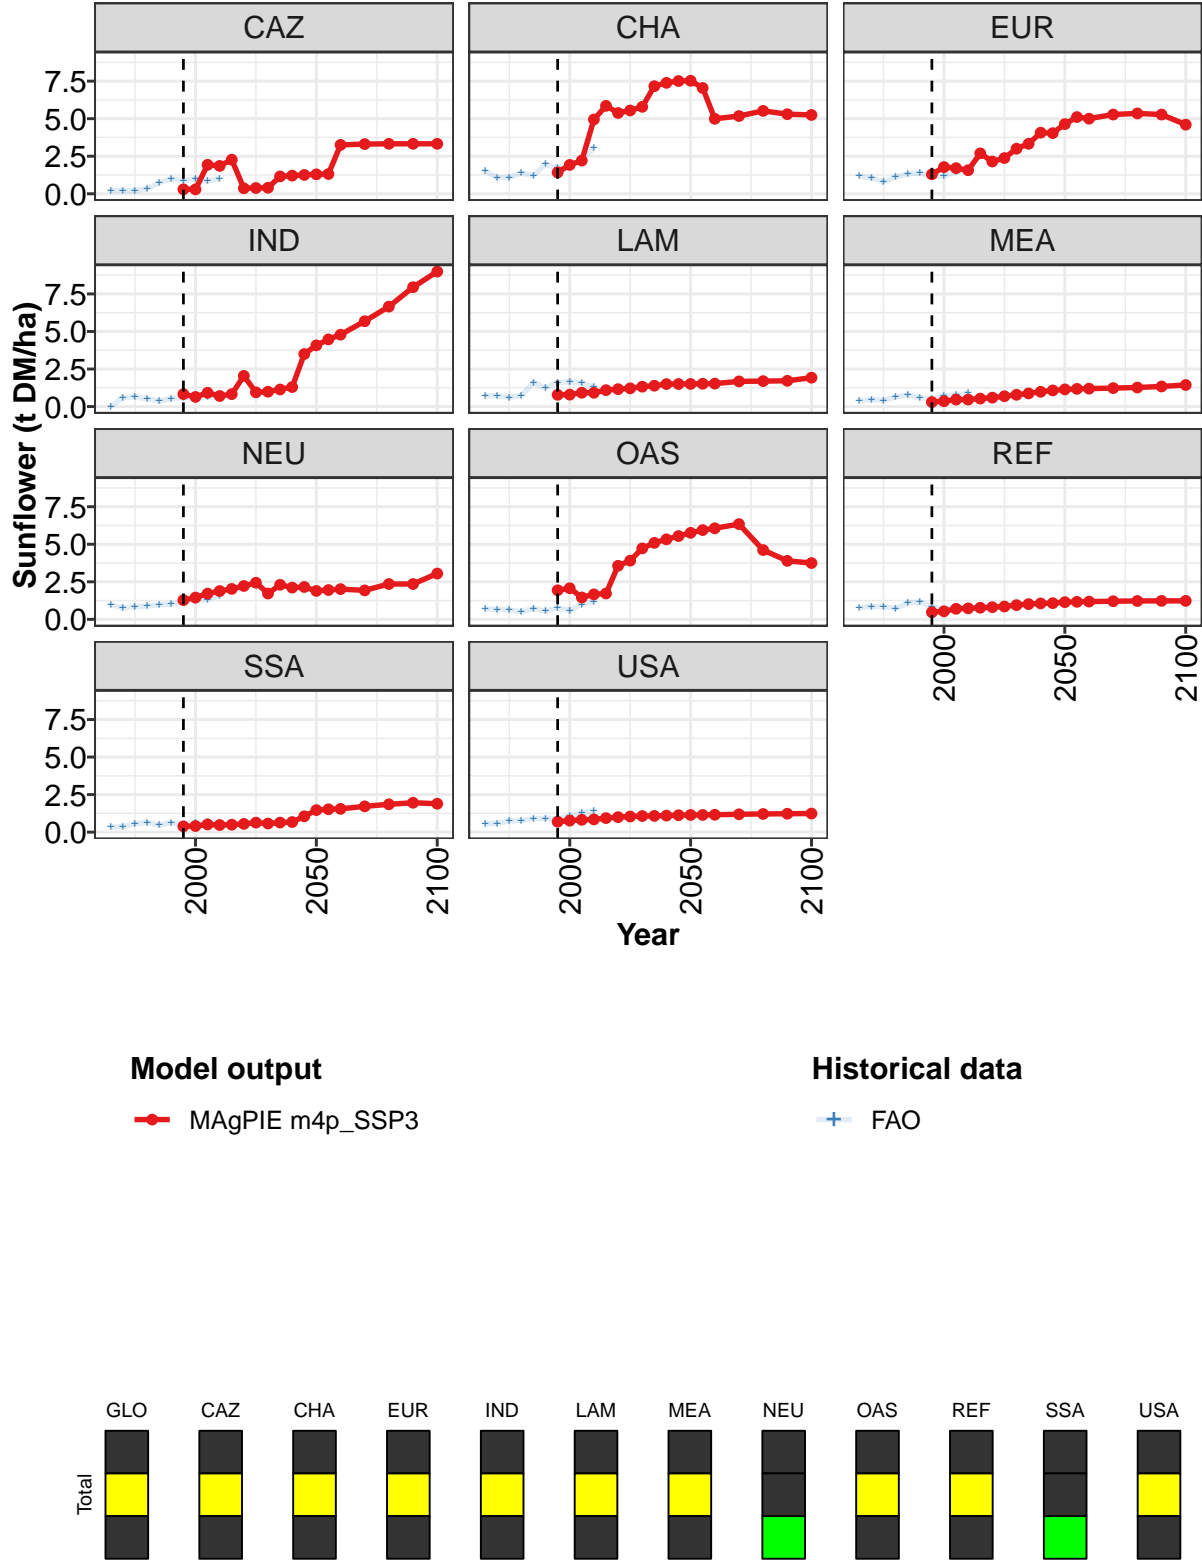 CAZ CHA EUR
7.5
5.0
2.5
0.0
IND LAM MEA
7.5
5.0
2.5
0.0
NEU OAS REF
7.5
5.0
2.5
0.0
2000 2050 2100
SSA USA
7.5
5.0
2.5
0.0
2000 2050 2100 2000 2050 2100
Sunflower (t DM/ha)
Year
Model output Historical data
MAgPIE m4p_SSP3 FAO
GLO CAZ CHA EUR IND LAM MEA NEU OAS REF SSA USA
Total